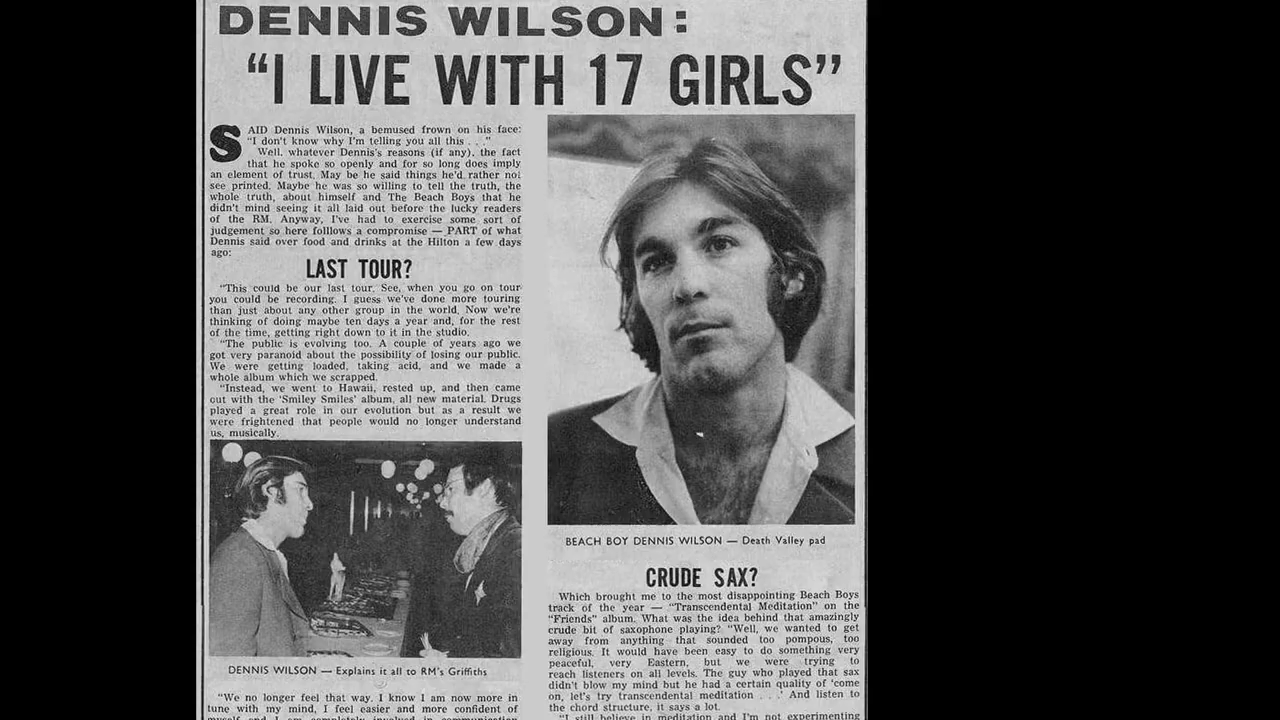 DENNIS WILSON:
“I LIVE WITH 17 GIRLS”
SAID Dennis Wilson, a bemused frown on his face:
“I don't know why I'm telling you all this . . .”
Well, whatever Dennis's reasons (if any), the fact
that he spoke so openly and for so long does imply
an element of trust. May be he said things he'd rather not
see printed. Maybe he was so willing to tell the truth, the
whole truth, about himself and The Beach Boys that he
didn't mind seeing it all laid out before the lucky readers
of the RM. Anyway, I've had to exercise some sort of
judgement so here folllows a compromise — PART of what
Dennis said over food and drinks at the Hilton a few days
ago:
LAST TOUR?
“This could be our last tour. See, when you go on tour
you could be recording. I guess we've done more touring
than just about any other group in the world. Now we're
thinking of doing maybe ten days a year and, for the rest
of the time, getting right down to it in the studio.
“The public is evolving too. A couple of years ago we
got very paranoid about the possibility of losing our public.
We were getting loaded, taking acid, and we made a
whole album which we scrapped.
“Instead, we went to Hawaii, rested up, and then came
out with the ‘Smiley Smiles’ album, all new material. Drugs
played a great role in our evolution but as a result we
were frightened that people would no longer understand
us, musically.
DENNIS WILSON — Explains it all to RM's Griffiths
“We no longer feel that way, I know I am now more in
tune with my mind, I feel easier and more confident of
myself and I am completely involved in communication
BEACH BOY DENNIS WILSON — Death Valley pad
CRUDE SAX?
Which brought me to the most disappointing Beach Boys
track of the year — “Transcendental Meditation” on the
“Friends” album. What was the idea behind that amazingly
crude bit of saxophone playing? “Well, we wanted to get
away from anything that sounded too pompous, too
religious. It would have been easy to do something very
peaceful, very Eastern, but we were trying to
reach listeners on all levels. The guy who played that sax
didn't blow my mind but he had a certain quality of ‘come
on, let's try transcendental meditation . . .’ And listen to
the chord structure, it says a lot.
“I still believe in meditation and I'm not experimenting